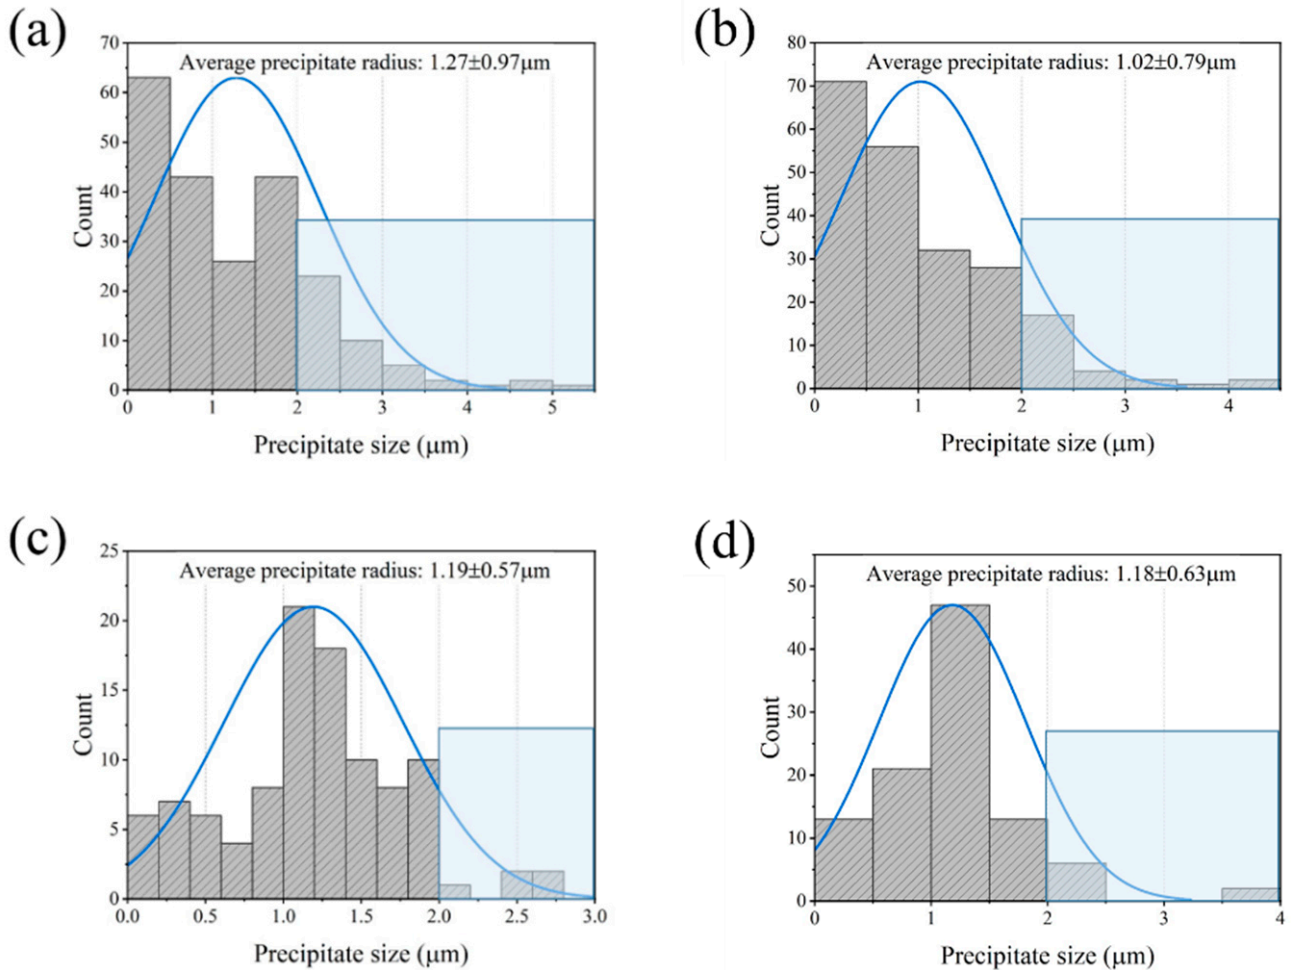 (a)
Average precipitate radius: 1.27±0.97μm
70
60
50
40
30
20
10
0
Count
0 1 2 3 4 5
Precipitate size (μm)
(b)
Average precipitate radius: 1.02±0.79μm
80
70
60
50
40
30
20
10
0
Count
0 1 2 3 4
Precipitate size (μm)
(c)
Average precipitate radius: 1.19±0.57μm
25
20
15
10
5
0
Count
0.0 0.5 1.0 1.5 2.0 2.5 3.0
Precipitate size (μm)
(d)
Average precipitate radius: 1.18±0.63μm
50
40
30
20
10
0
Count
0 1 2 3 4
Precipitate size (μm)